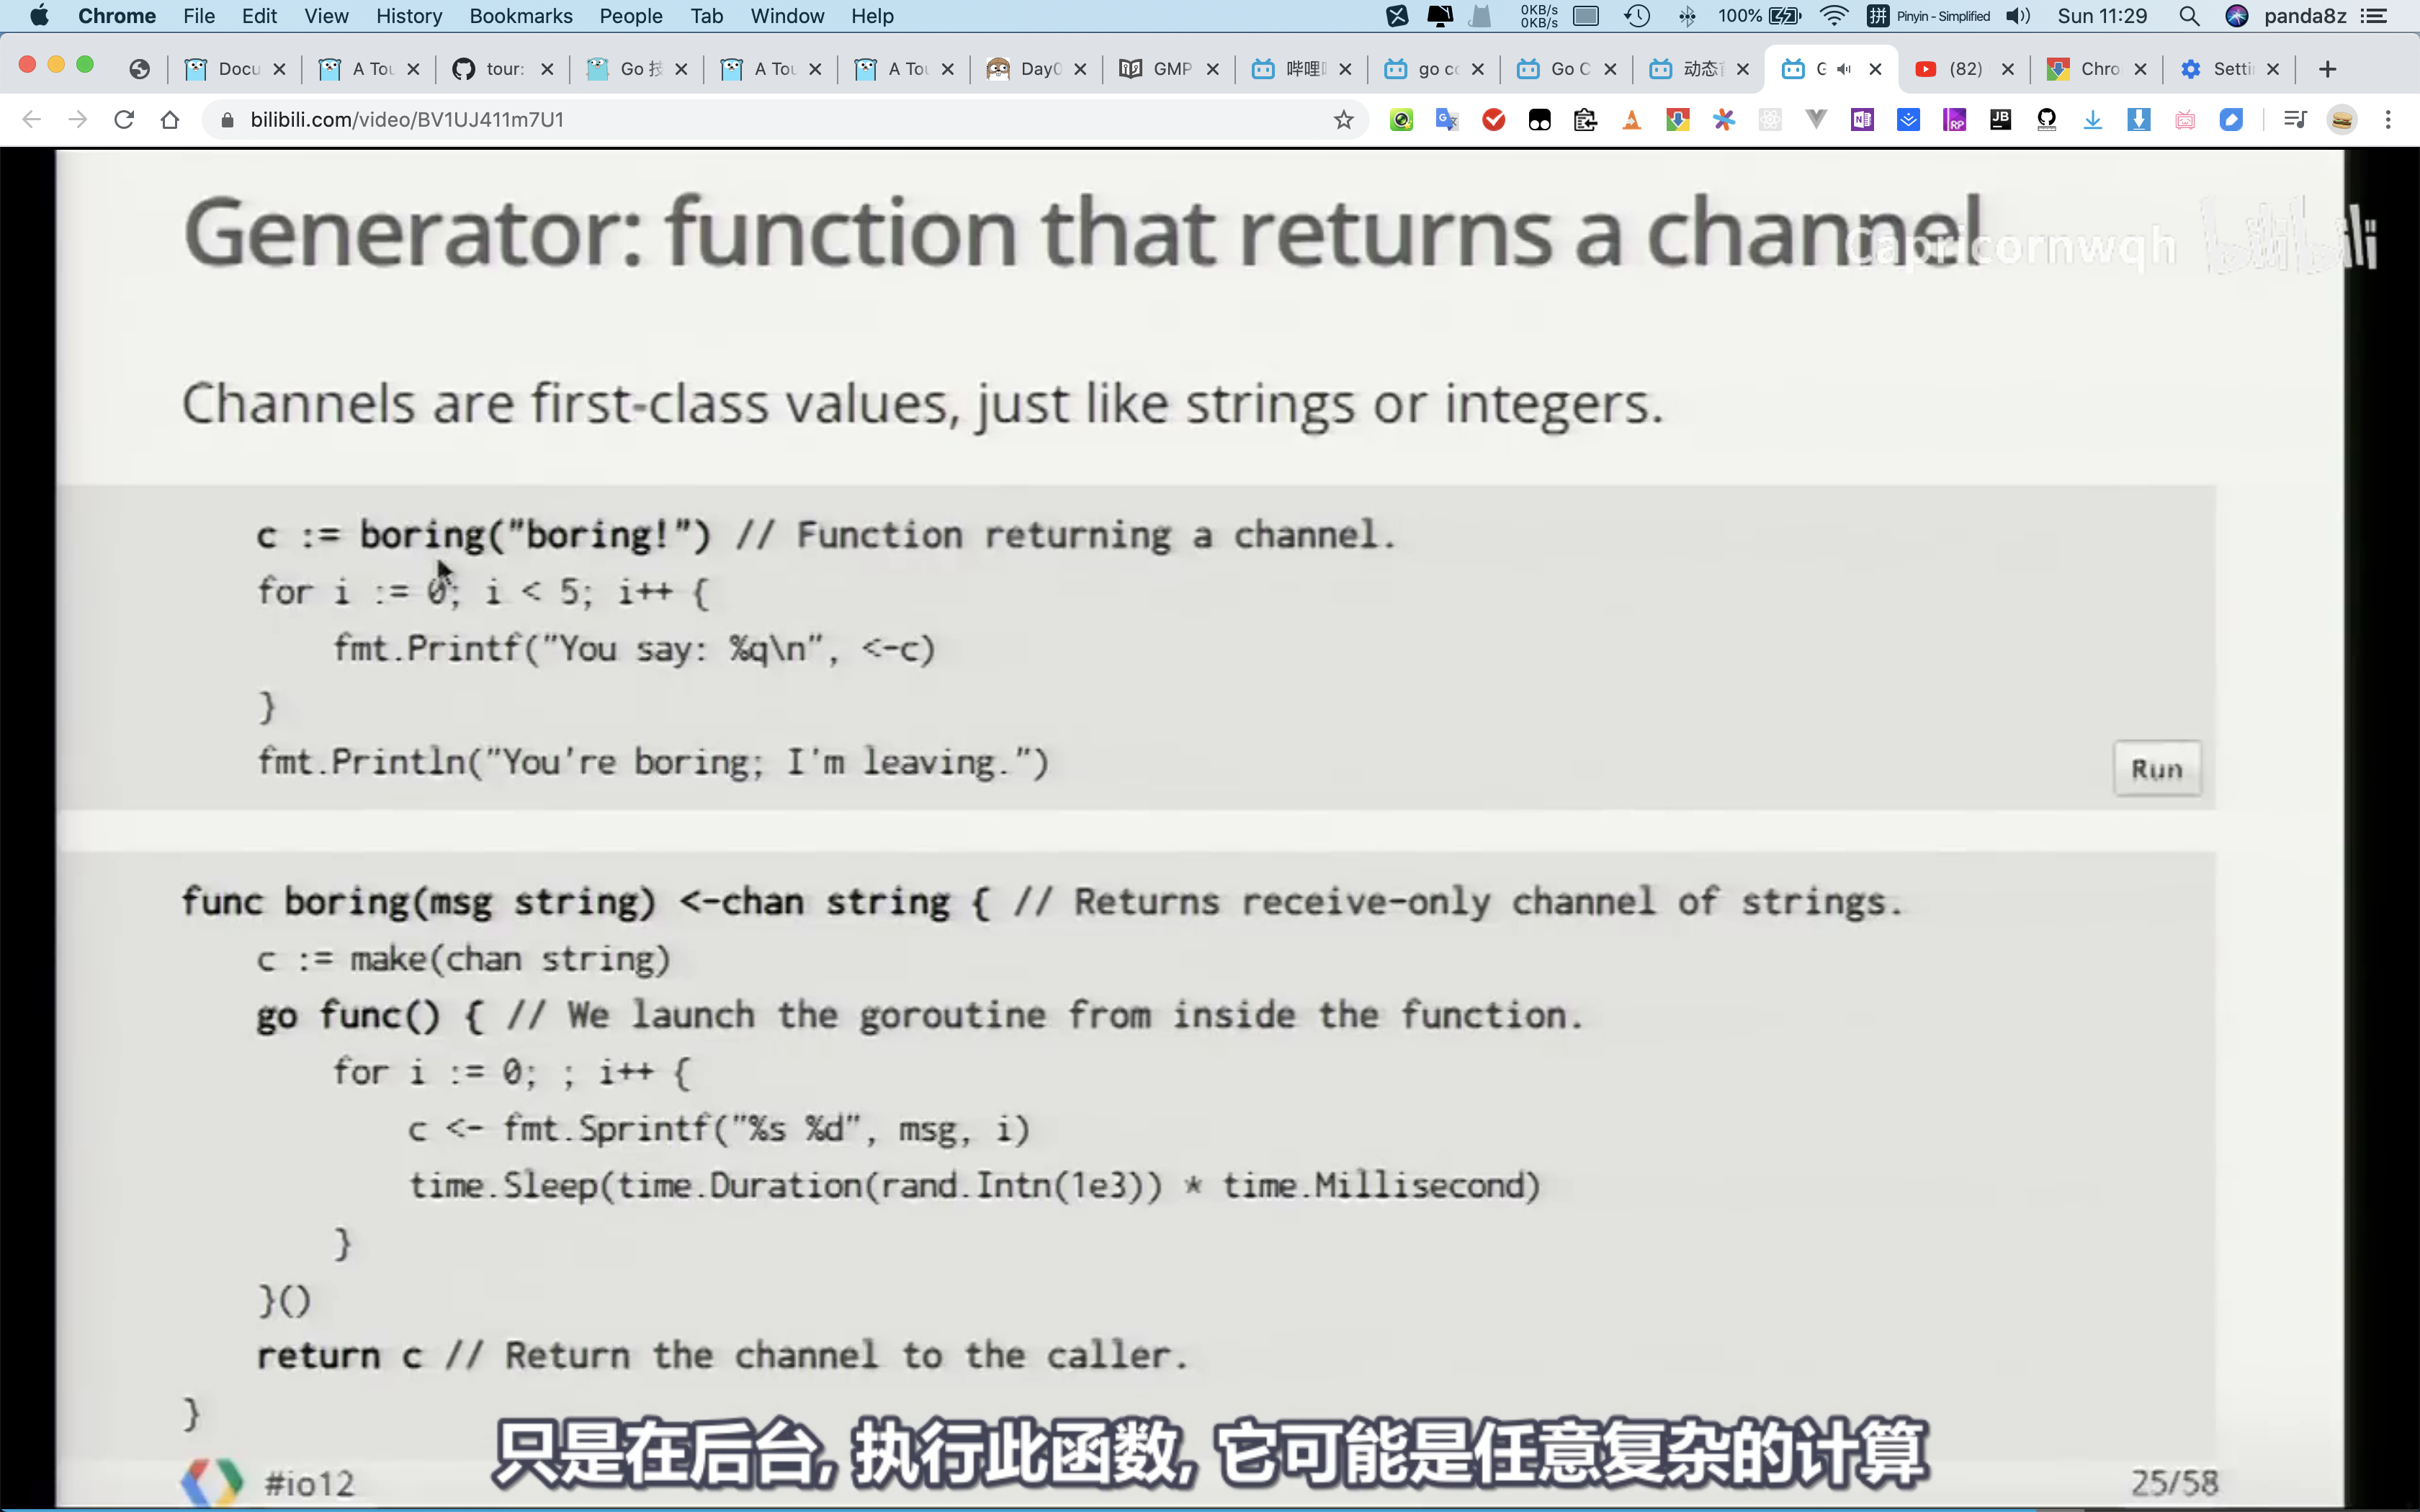 Chrome File Edit View History Bookmarks People Tab Window Help 0KB/s 0KB/s 100% 拼 Pinyin - Simplified Sun 11:29 panda8z
Docu A Tou tour: Go 技 A Tou A Tou Day0 GMP 哔哩 go co Go C 动态 G (82) Chro Setti
bilibili.com/video/BV1UJ411m7U1
Generator: function that returns a channel
Capricornwqh bilibili
Channels are first-class values, just like strings or integers.
c := boring("boring!") // Function returning a channel.
for i := 0; i < 5; i++ {
fmt.Printf("You say: %q\n", <-c)
}
fmt.Println("You're boring; I'm leaving.")
Run
func boring(msg string) <-chan string { // Returns receive-only channel of strings.
c := make(chan string)
go func() { // We launch the goroutine from inside the function.
for i := 0; ; i++ {
c <- fmt.Sprintf("%s %d", msg, i)
time.Sleep(time.Duration(rand.Intn(1e3)) * time.Millisecond)
}
}()
return c // Return the channel to the caller.
}
只是在后台, 执行此函数, 它可能是任意复杂的计算
#io12
25/58